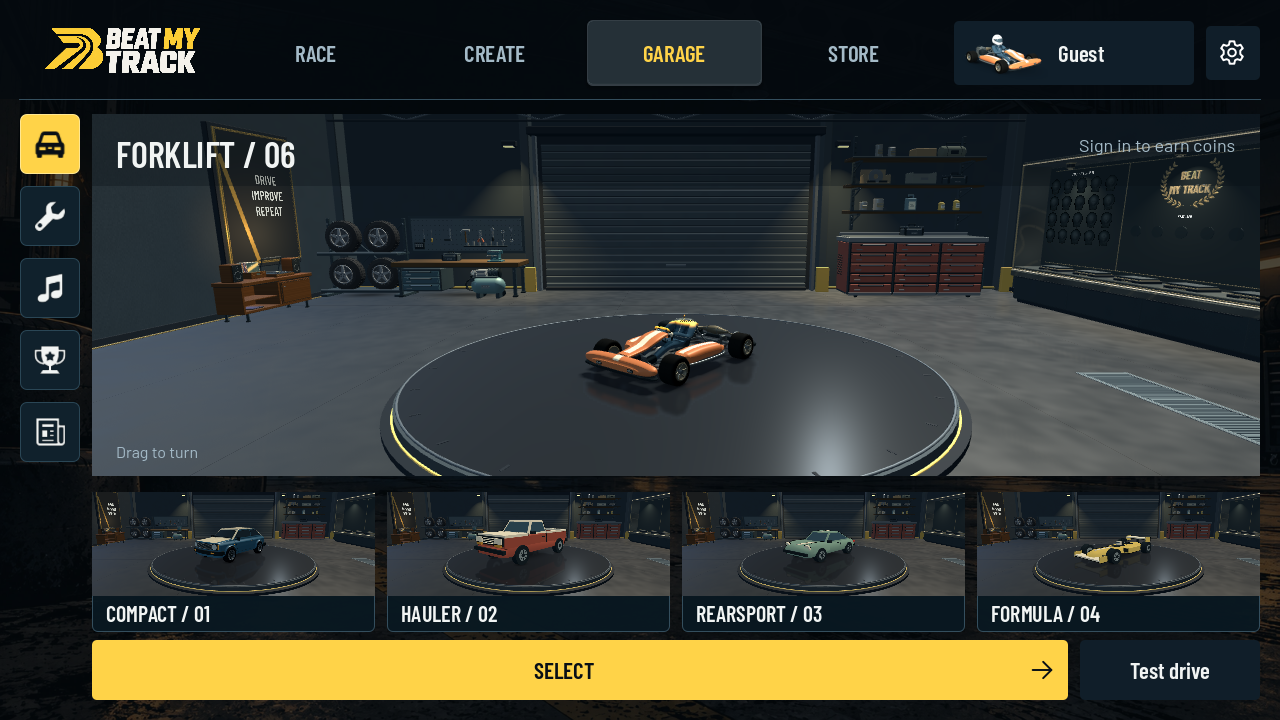 BEAT MY TRACK
RACE
CREATE
GARAGE
STORE
Guest
FORKLIFT / 06
Sign in to earn coins
DRIVE
IMPROVE
REPEAT
BEAT
MY TRACK
Drag to turn
COMPACT / 01
HAULER / 02
REARSPORT / 03
FORMULA / 04
SELECT
Test drive